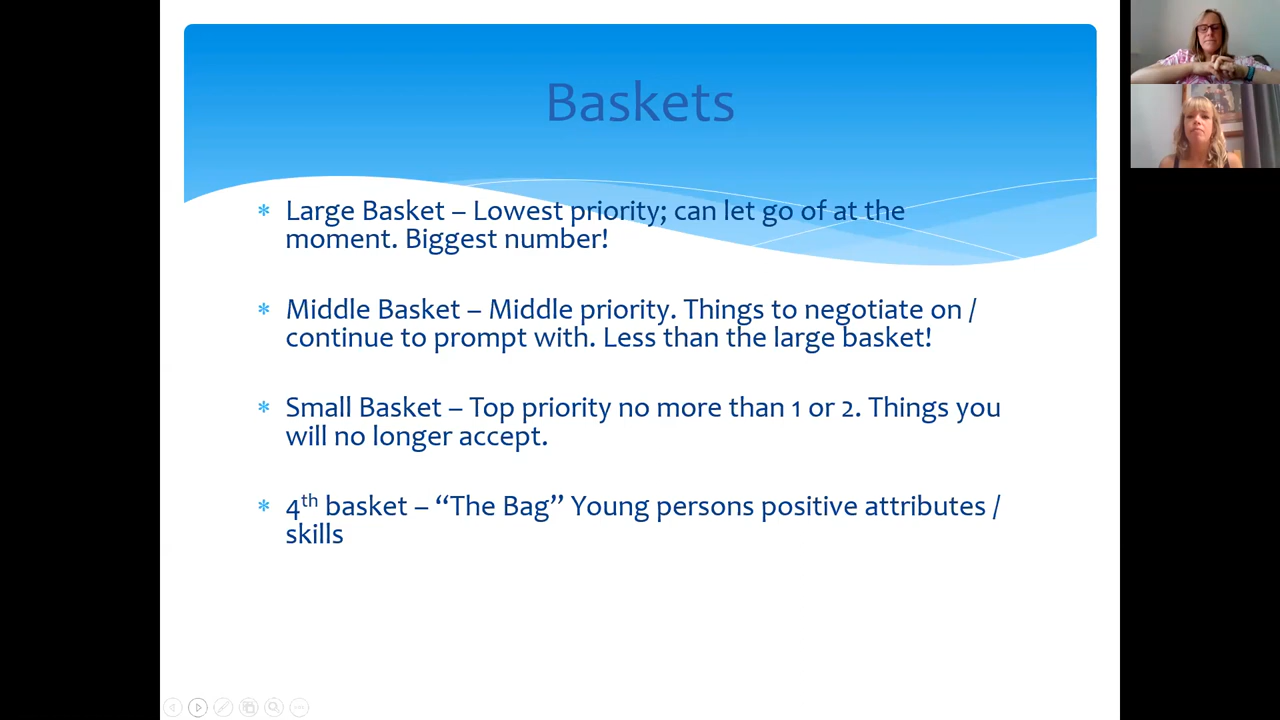 Baskets
* Large Basket – Lowest priority; can let go of at the
moment. Biggest number!
* Middle Basket – Middle priority. Things to negotiate on /
continue to prompt with. Less than the large basket!
* Small Basket – Top priority no more than 1 or 2. Things you
will no longer accept.
* 4th basket – “The Bag” Young persons positive attributes /
skills